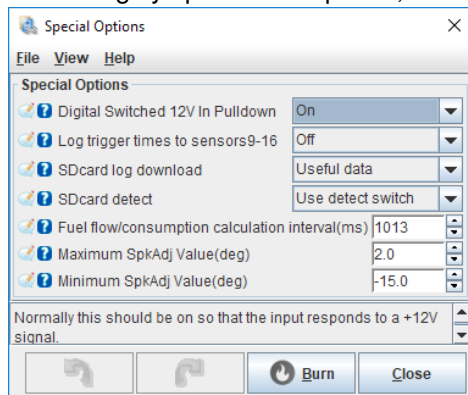 Special Options
File View Help
Special Options
Digital Switched 12V In Pulldown On
Log trigger times to sensors9-16 Off
SDcard log download Useful data
SDcard detect Use detect switch
Fuel flow/consumption calculation interval(ms) 1013
Maximum SpkAdj Value(deg) 2.0
Minimum SpkAdj Value(deg) -15.0
Normally this should be on so that the input responds to a +12V
signal.
Burn Close